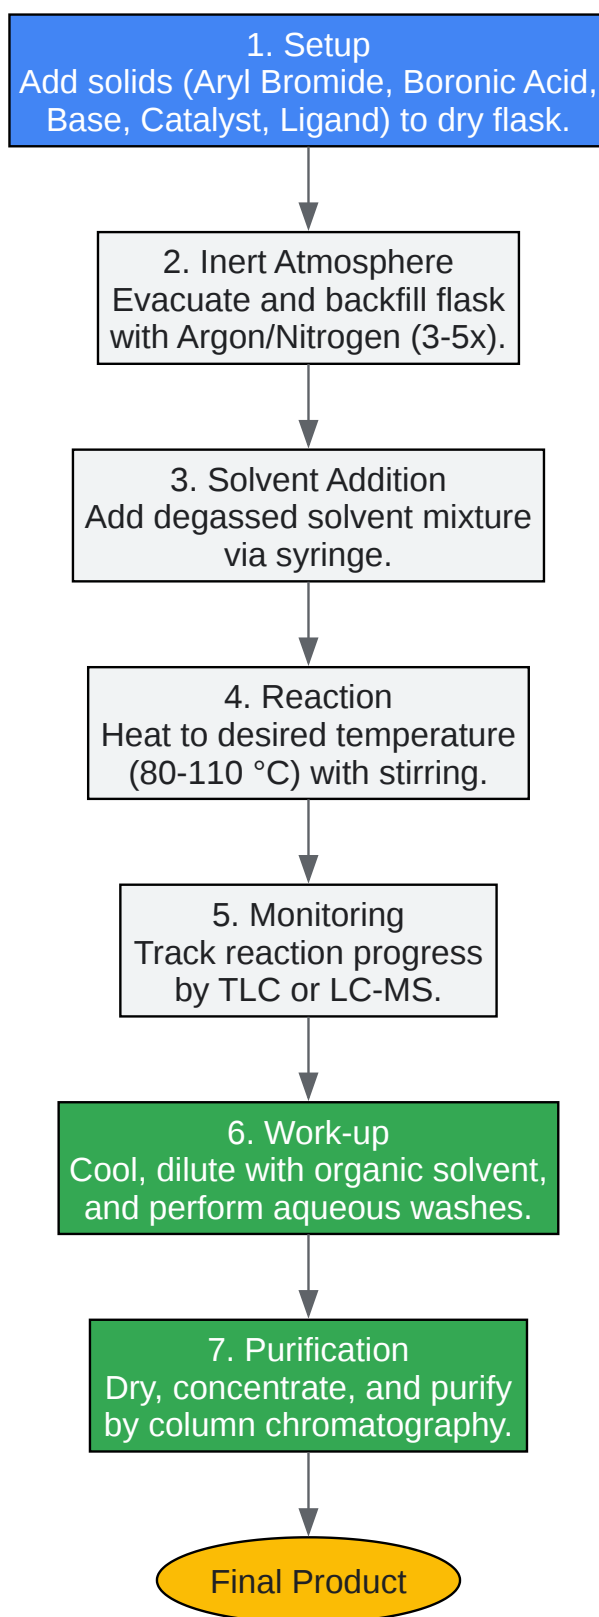 1. Setup
Add solids (Aryl Bromide, Boronic Acid,
Base, Catalyst, Ligand) to dry flask.
2. Inert Atmosphere
Evacuate and backfill flask
with Argon/Nitrogen (3-5x).
3. Solvent Addition
Add degassed solvent mixture
via syringe.
4. Reaction
Heat to desired temperature
(80-110 °C) with stirring.
5. Monitoring
Track reaction progress
by TLC or LC-MS.
6. Work-up
Cool, dilute with organic solvent,
and perform aqueous washes.
7. Purification
Dry, concentrate, and purify
by column chromatography.
Final Product